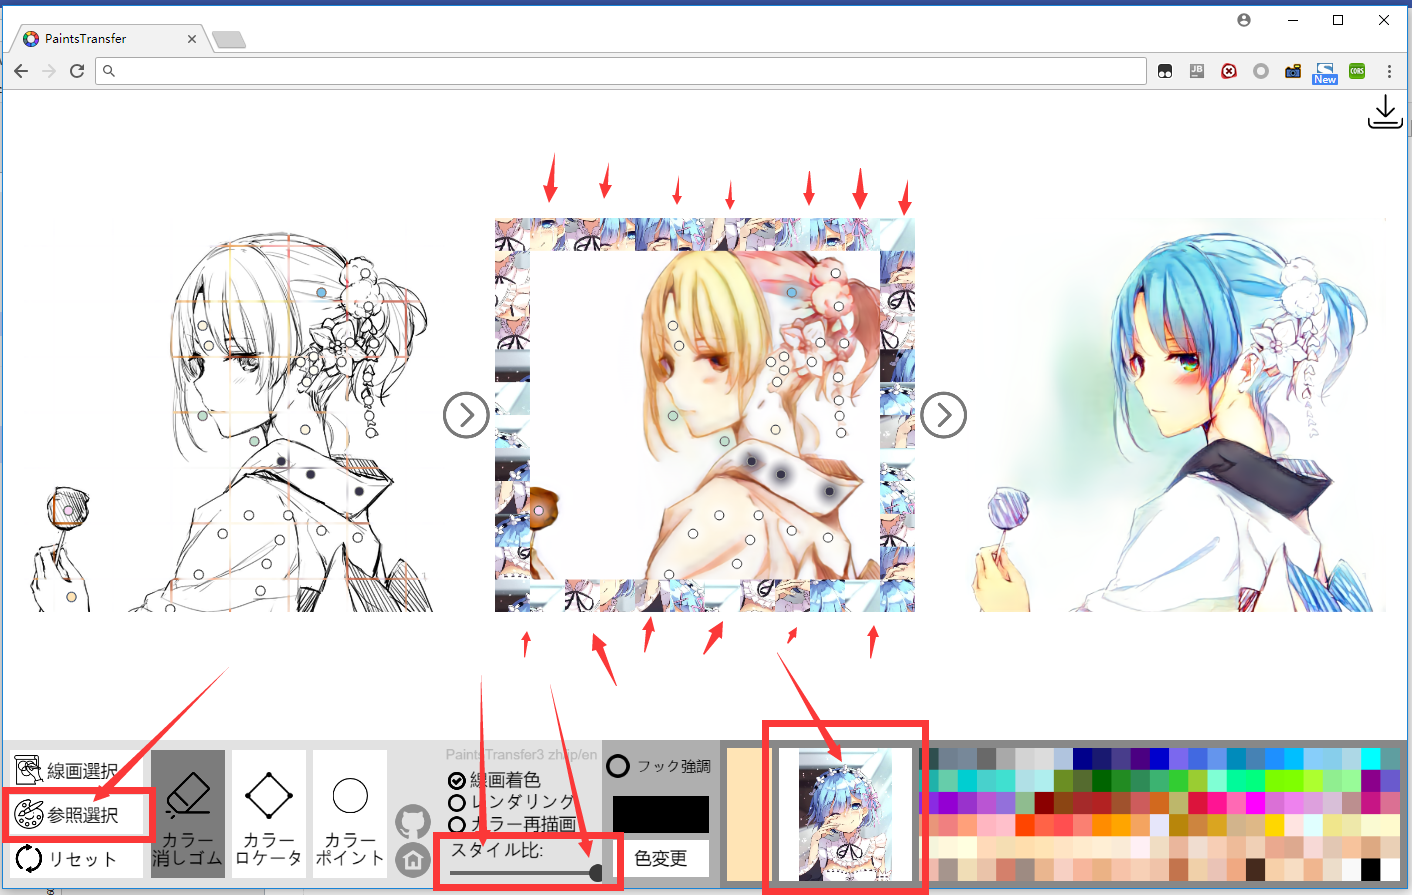 PaintsTransfer
JB
New
CORS
PaintsTransfer3 zh/jp/en
線画選択
参照選択
リセット
カラー
消しゴム
カラー
ロケータ
カラー
ポイント
線画着色
レンダリング
カラー再描画
スタイル比:
フック強調
色変更